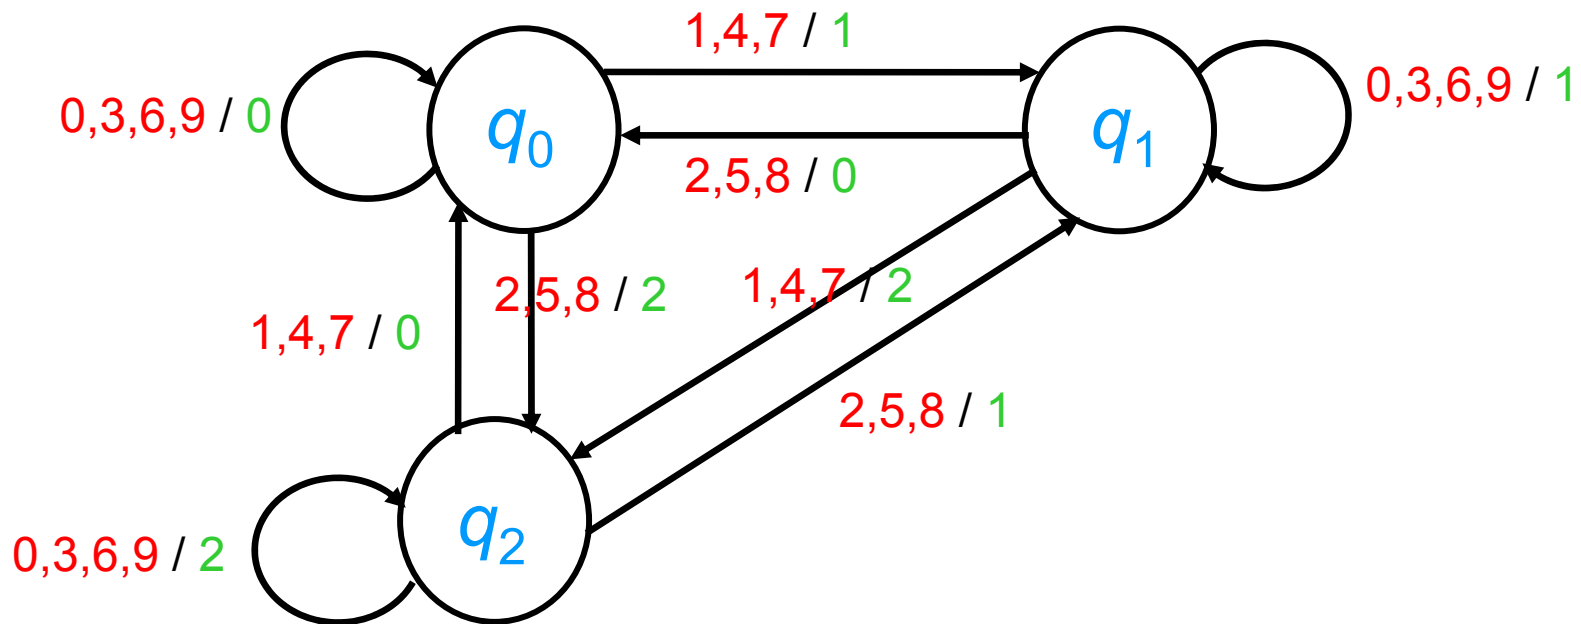 1,4,7 / 1
0,3,6,9 / 1
0,3,6,9 / 0
q0
q1
2,5,8 / 0
2,5,8 / 2
1,4,7 / 2
1,4,7 / 0
2,5,8 / 1
q2
0,3,6,9 / 2